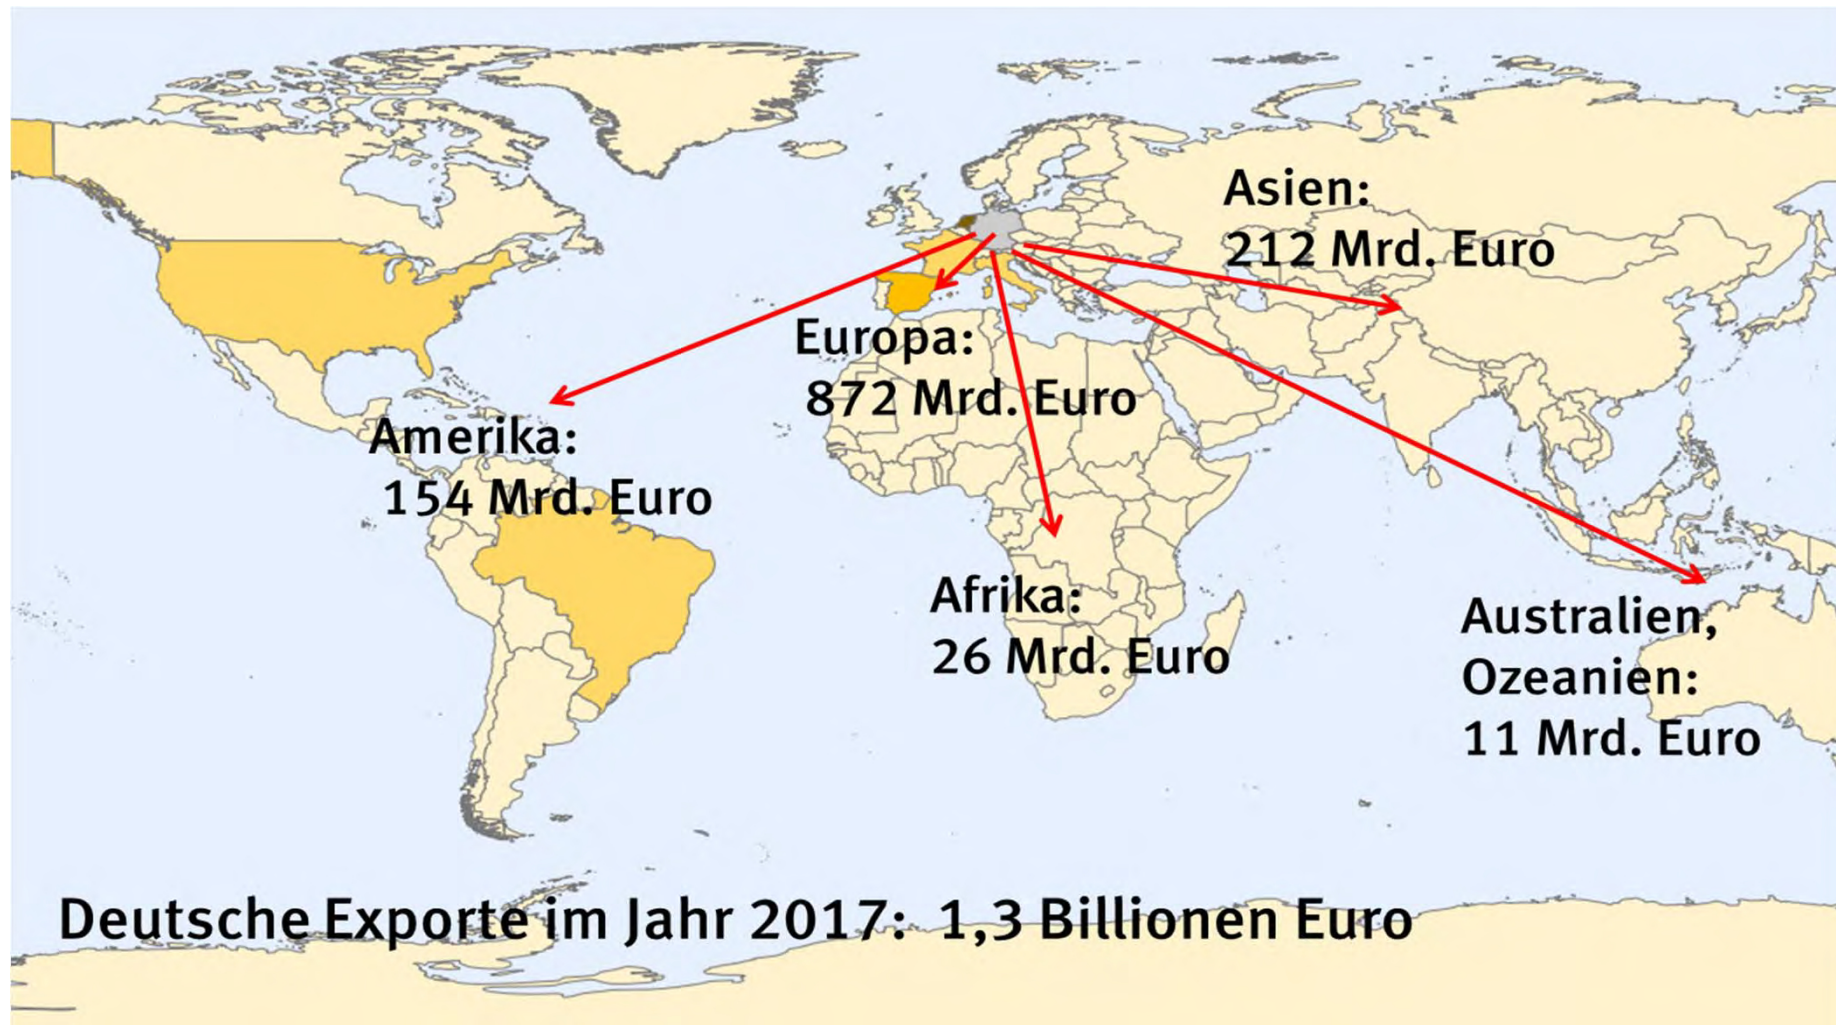 Asien:
212 Mrd. Euro
Europa:
872 Mrd. Euro
Amerika:
154 Mrd. Euro
Afrika:
26 Mrd. Euro
Australien,
Ozeanien:
11 Mrd. Euro
Deutsche Exporte im Jahr 2017: 1,3 Billionen Euro